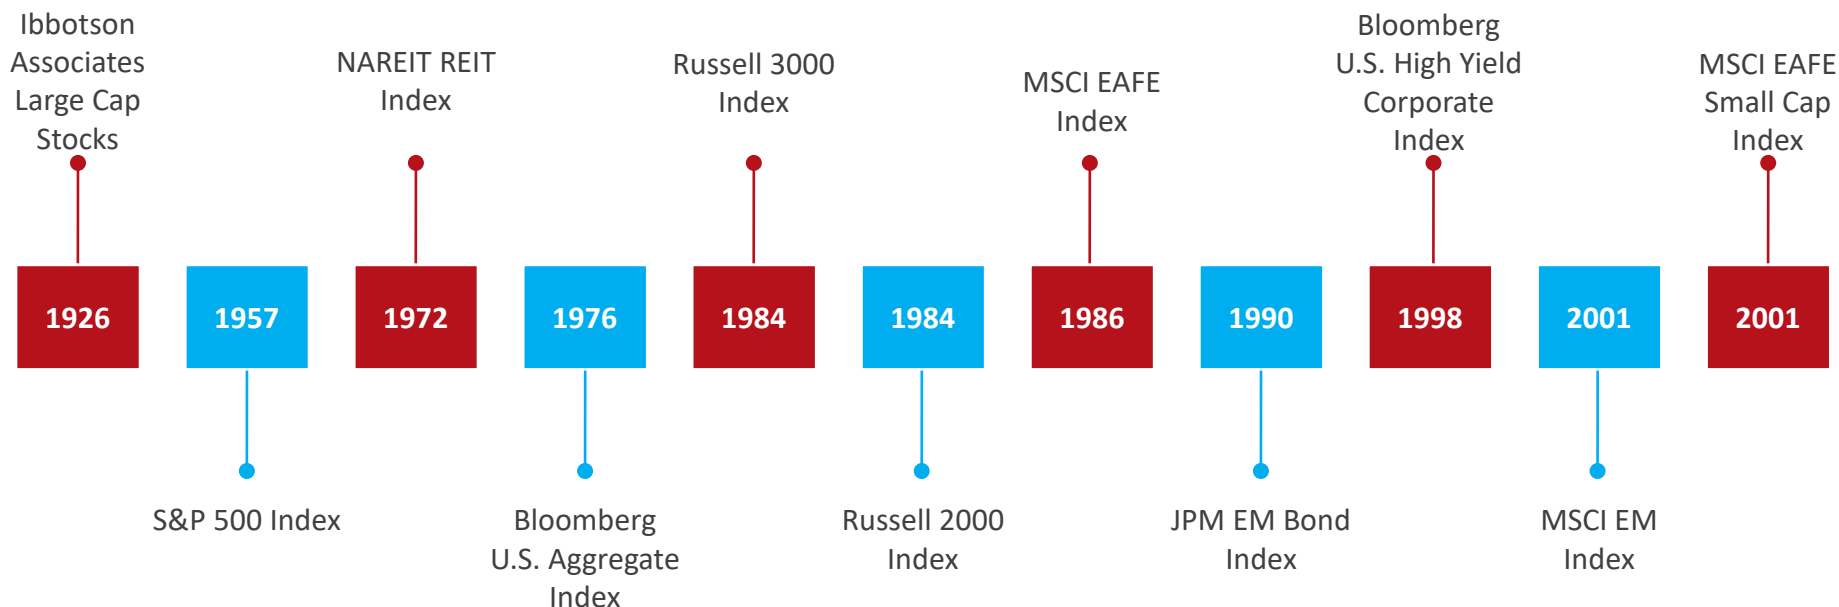 Ibbotson
Associates
Large Cap
Stocks
NAREIT REIT
Index
Russell 3000
Index
MSCI EAFE
Index
Bloomberg
U.S. High Yield
Corporate
Index
MSCI EAFE
Small Cap
Index
1926
1957
1972
1976
1984
1984
1986
1990
1998
2001
2001
S&P 500 Index
Bloomberg
U.S. Aggregate
Index
Russell 2000
Index
JPM EM Bond
Index
MSCI EM
Index